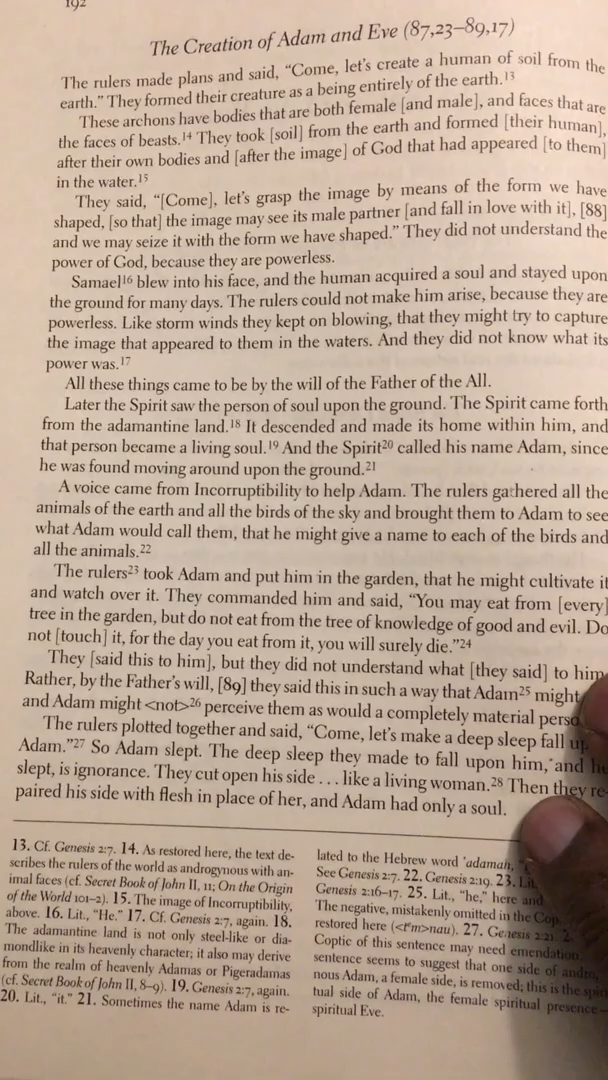 192
The Creation of Adam and Eve (87,23–89,17)
The rulers made plans and said, “Come, let’s create a human of soil from the
earth.” They formed their creature as a being entirely of the earth.13
These archons have bodies that are both female [and male], and faces that are
the faces of beasts.14 They took [soil] from the earth and formed [their human],
after their own bodies and [after the image] of God that had appeared [to them]
in the water.15
They said, “[Come], let’s grasp the image by means of the form we have
shaped, [so that] the image may see its male partner [and fall in love with it], [88]
and we may seize it with the form we have shaped.” They did not understand the
power of God, because they are powerless.
Samael16 blew into his face, and the human acquired a soul and stayed upon
the ground for many days. The rulers could not make him arise, because they are
powerless. Like storm winds they kept on blowing, that they might try to capture
the image that appeared to them in the waters. And they did not know what its
power was.17
All these things came to be by the will of the Father of the All.
Later the Spirit saw the person of soul upon the ground. The Spirit came forth
from the adamantine land.18 It descended and made its home within him, and
that person became a living soul.19 And the Spirit20 called his name Adam, since
he was found moving around upon the ground.21
A voice came from Incorruptibility to help Adam. The rulers gathered all the
animals of the earth and all the birds of the sky and brought them to Adam to see
what Adam would call them, that he might give a name to each of the birds and
all the animals.22
The rulers23 took Adam and put him in the garden, that he might cultivate it
and watch over it. They commanded him and said, “You may eat from [every]
tree in the garden, but do not eat from the tree of knowledge of good and evil. Do
not [touch] it, for the day you eat from it, you will surely die.”24
They [said this to him], but they did not understand what [they said] to him.
Rather, by the Father’s will, [89] they said this in such a way that Adam25 might
and Adam might <not>26 perceive them as would a completely material
The rulers plotted together and said, “Come, let’s make a deep sleep fall
Adam.”27 So Adam slept. The deep sleep they made to fall upon him, and
slept, is ignorance. They cut open his side . . . like a living woman.28 Then they re-
paired his side with flesh in place of her, and Adam had only a soul.
13. Cf. Genesis 2:7. 14. As restored here, the text de-
scribes the rulers of the world as androgynous with an-
imal faces (cf. Secret Book of John II, 11; On the Origin
of the World 101–2). 15. The image of Incorruptibility,
above. 16. Lit., “He.” 17. Cf. Genesis 2:7, again. 18.
The adamantine land is not only steel-like or dia-
mondlike in its heavenly character; it also may derive
from the realm of heavenly Adamas or Pigeradamas
(cf. Secret Book of John II, 8–9). 19. Genesis 2:7, again.
20. Lit., “it.” 21. Sometimes the name Adam is re-
lated to the Hebrew word ’adamah,
See Genesis 2:7. 22. Genesis 2:19. 23. Lit.
Genesis 2:16–17. 25. Lit., “he,” here and
The negative, mistakenly omitted in the Cop
restored here (<tm>nau). 27. Genesis 2:21.
Coptic of this sentence may need emendation
sentence seems to suggest that one side of
nous Adam, a female side, is removed; this is the
tual side of Adam, the female spiritual presence
spiritual Eve.